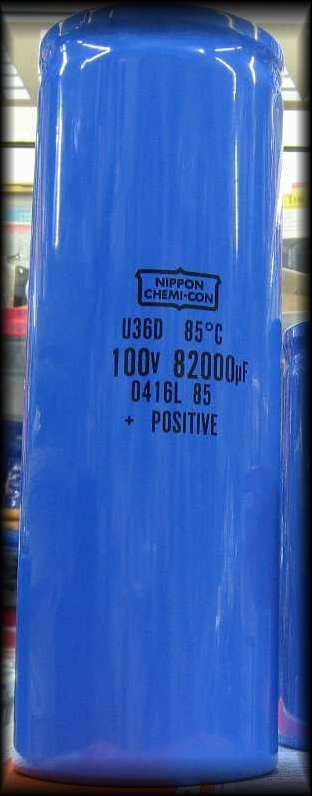 NIPPON
CHEMI-CON
U36D 85°C
100V 82000µF
0416L 85
+ POSITIVE